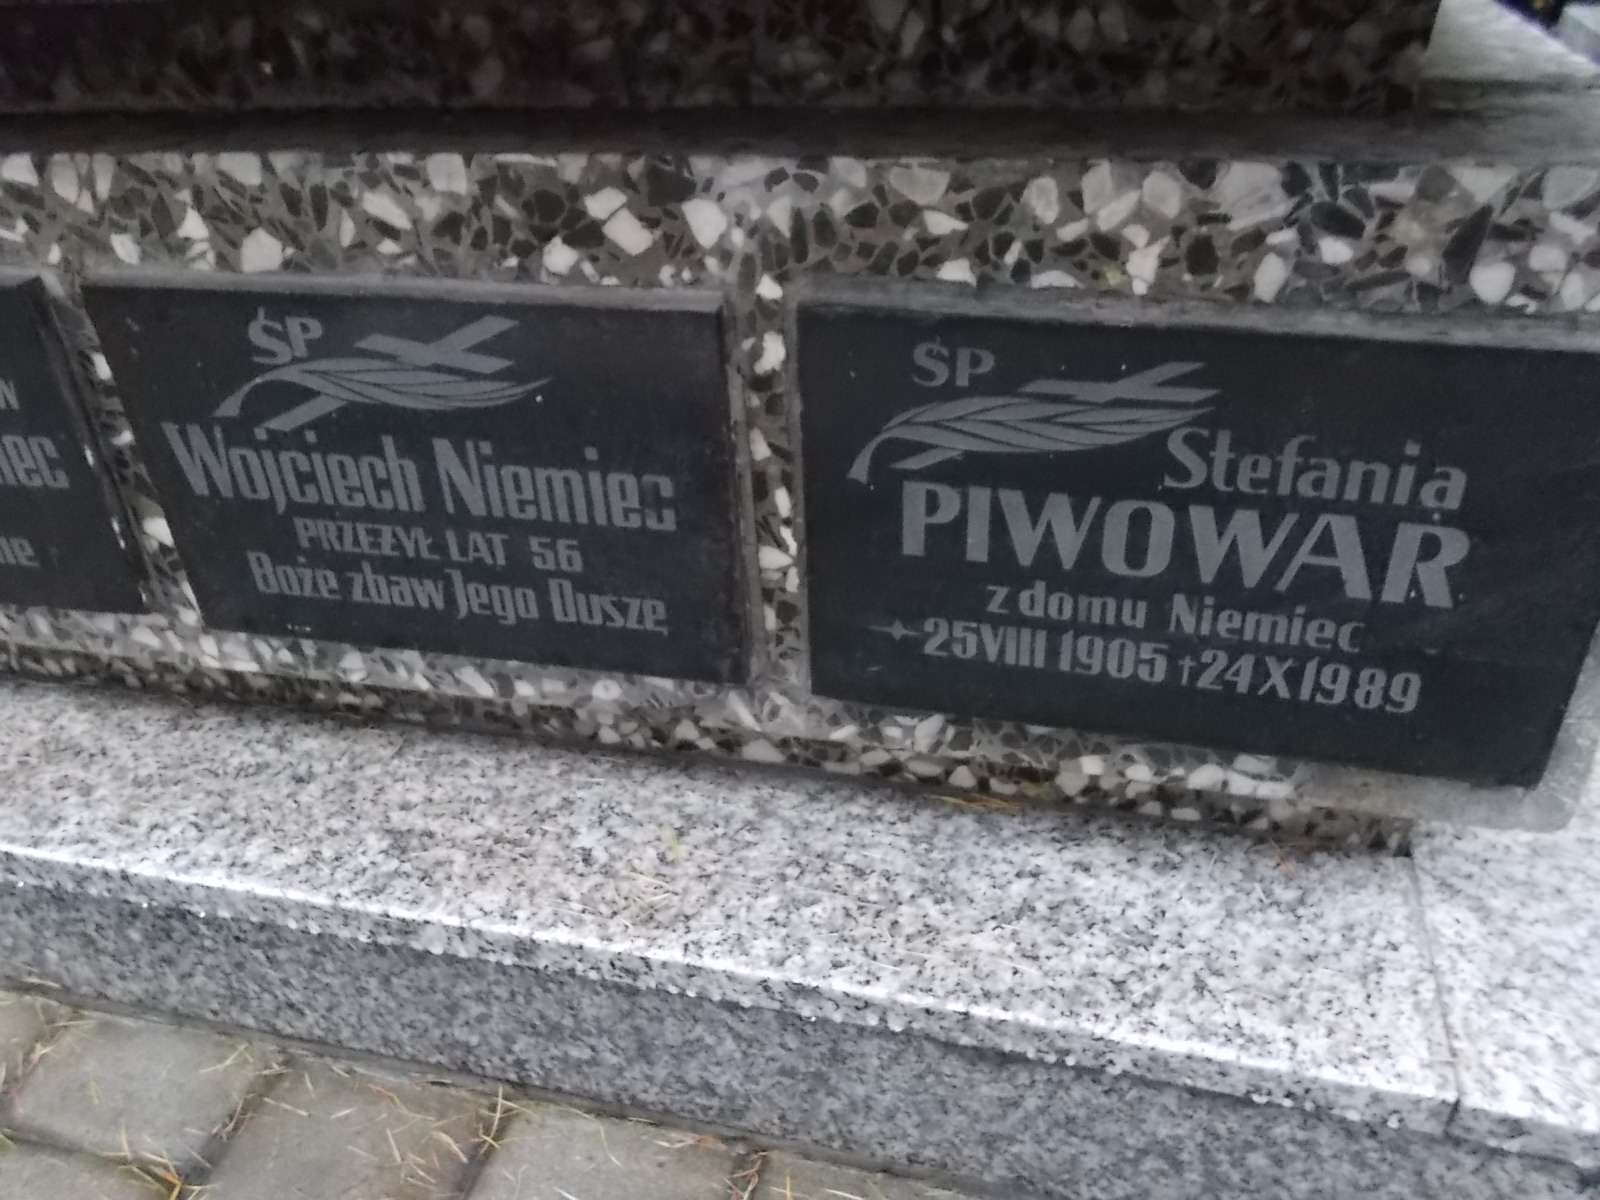 ŚP
Wojciech Niemiec
PRZEŻYŁ LAT 56
Boże zbaw Jego Duszę
ŚP
Stefania
PIWOWAR
z domu Niemiec
25 VIII 1905 † 24 X 1989